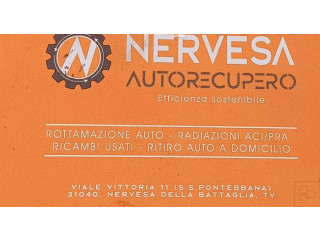 N NERVESA
AUTORECUPERO
Efficienza sostenibile
ROTTAMAZIONE AUTO - RADIAZIONI ACI/PRA
RICAMBI USATI - RITIRO AUTO A DOMICILIO
VIALE VITTORIA 11 (S.S.PONTEBBANA)
31040, NERVESA DELLA BATTAGLIA, TV